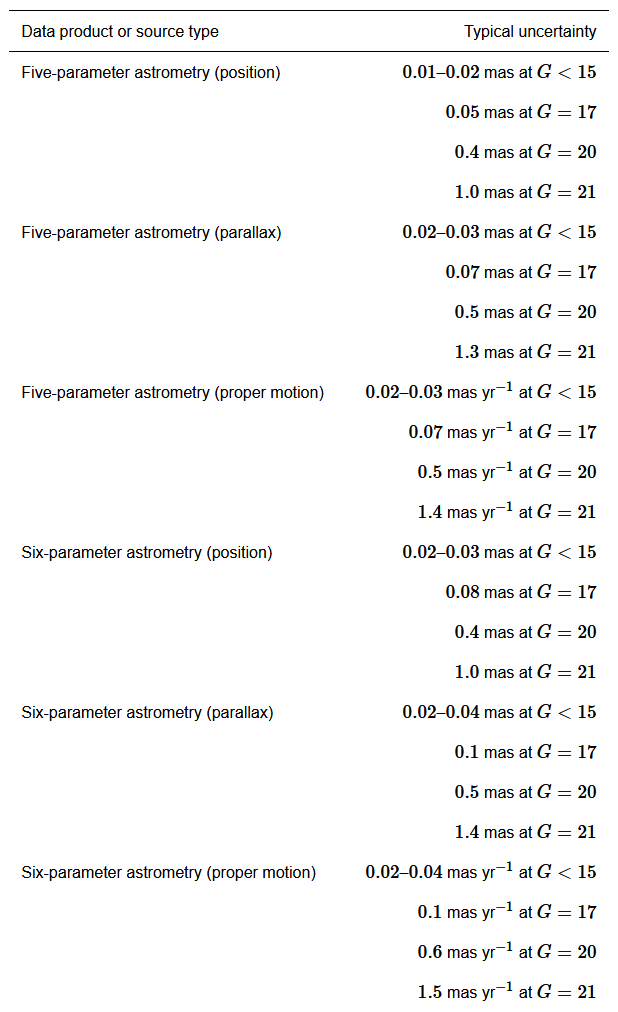 Data product or source type Typical uncertainty
Five-parameter astrometry (position) 0.01–0.02 mas at G < 15
0.05 mas at G = 17
0.4 mas at G = 20
1.0 mas at G = 21
Five-parameter astrometry (parallax) 0.02–0.03 mas at G < 15
0.07 mas at G = 17
0.5 mas at G = 20
1.3 mas at G = 21
Five-parameter astrometry (proper motion) 0.02–0.03 mas yr⁻¹ at G < 15
0.07 mas yr⁻¹ at G = 17
0.5 mas yr⁻¹ at G = 20
1.4 mas yr⁻¹ at G = 21
Six-parameter astrometry (position) 0.02–0.03 mas at G < 15
0.08 mas at G = 17
0.4 mas at G = 20
1.0 mas at G = 21
Six-parameter astrometry (parallax) 0.02–0.04 mas at G < 15
0.1 mas at G = 17
0.5 mas at G = 20
1.4 mas at G = 21
Six-parameter astrometry (proper motion) 0.02–0.04 mas yr⁻¹ at G < 15
0.1 mas yr⁻¹ at G = 17
0.6 mas yr⁻¹ at G = 20
1.5 mas yr⁻¹ at G = 21